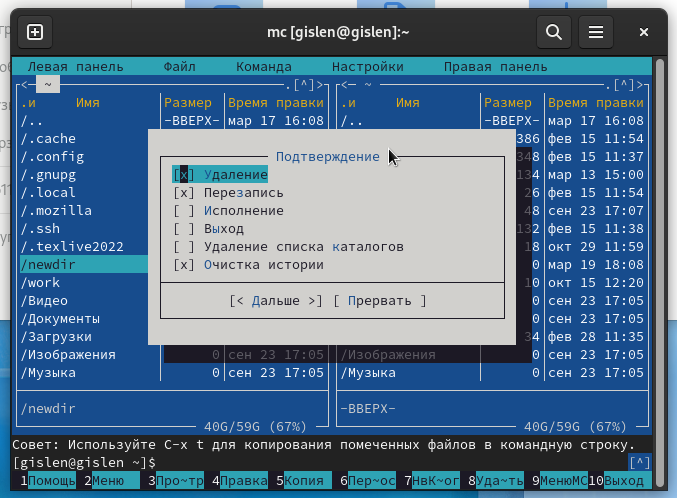 mc [gislen@gislen]:~
Левая панель Файл Команда Настройки Правая панель
<─ ~ .[^]> <─ ~ .[^]>
.и Имя Размер Время правки .и Имя Размер Время правки
/.. -ВВЕРХ- мар 17 16:08 /.. -ВВЕРХ- мар 17 16:08
/.cache 386 фев 15 11:54
/.config Подтверждение 348 фев 15 11:37
/.gnupg [x] Удаление 134 мар 13 15:00
/.local [x] Перезапись 26 фев 15 11:54
/.mozilla [ ] Исполнение 48 сен 23 17:07
/.ssh [ ] Выход 132 фев 15 11:38
/.texlive2022 [ ] Удаление списка каталогов 18 окт 29 11:59
/newdir [x] Очистка истории 0 мар 19 18:08
/work 10 окт 15 12:20
/Видео [< Дальше >] [ Прервать ] 0 сен 23 17:05
/Документы 0 сен 23 17:05
/Загрузки 34 фев 28 11:35
/Изображения 0 сен 23 17:05 /Изображения 0 сен 23 17:05
/Музыка 0 сен 23 17:05 /Музыка 0 сен 23 17:05
/newdir -ВВЕРХ-
40G/59G (67%) 40G/59G (67%)
Совет: Используйте C-x t для копирования помеченных файлов в командную строку.
[gislen@gislen ~]$ [^]
1Помощь 2Меню 3Про~тр 4Правка 5Копия 6Пер~ос 7НвК~ог 8Уда~ть 9МенюMC 10Выход